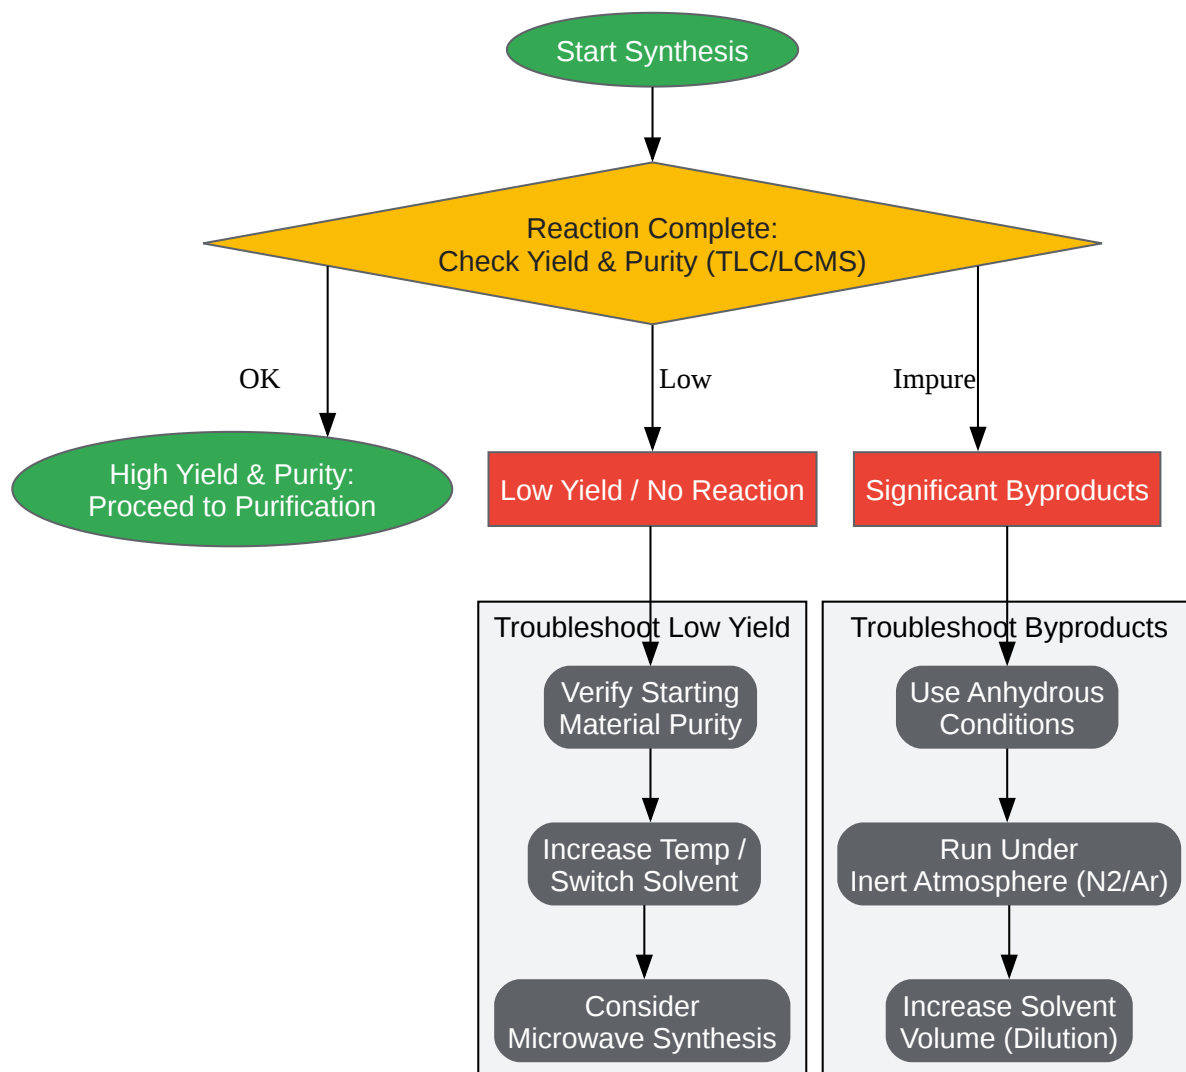 Start Synthesis
Reaction Complete:
Check Yield & Purity (TLC/LCMS)
OK
Low
Impure
High Yield & Purity:
Proceed to Purification
Low Yield / No Reaction
Significant Byproducts
Troubleshoot Low Yield
Verify Starting
Material Purity
Increase Temp /
Switch Solvent
Consider
Microwave Synthesis
Troubleshoot Byproducts
Use Anhydrous
Conditions
Run Under
Inert Atmosphere (N2/Ar)
Increase Solvent
Volume (Dilution)